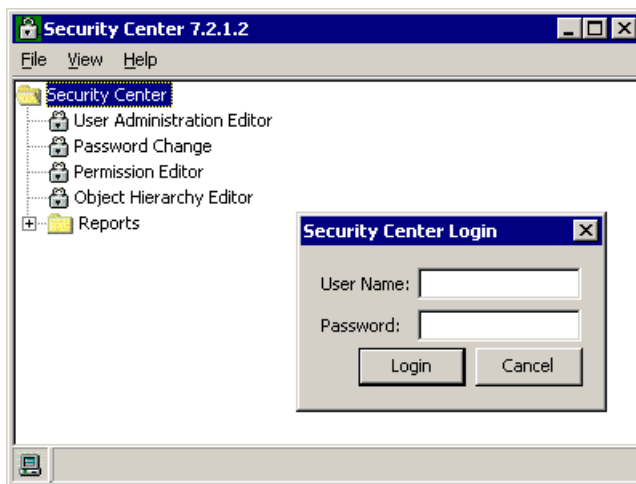 Security Center 7.2.1.2
File View Help
Security Center
User Administration Editor
Password Change
Permission Editor
Object Hierarchy Editor
Reports
Security Center Login
User Name:
Password:
Login Cancel